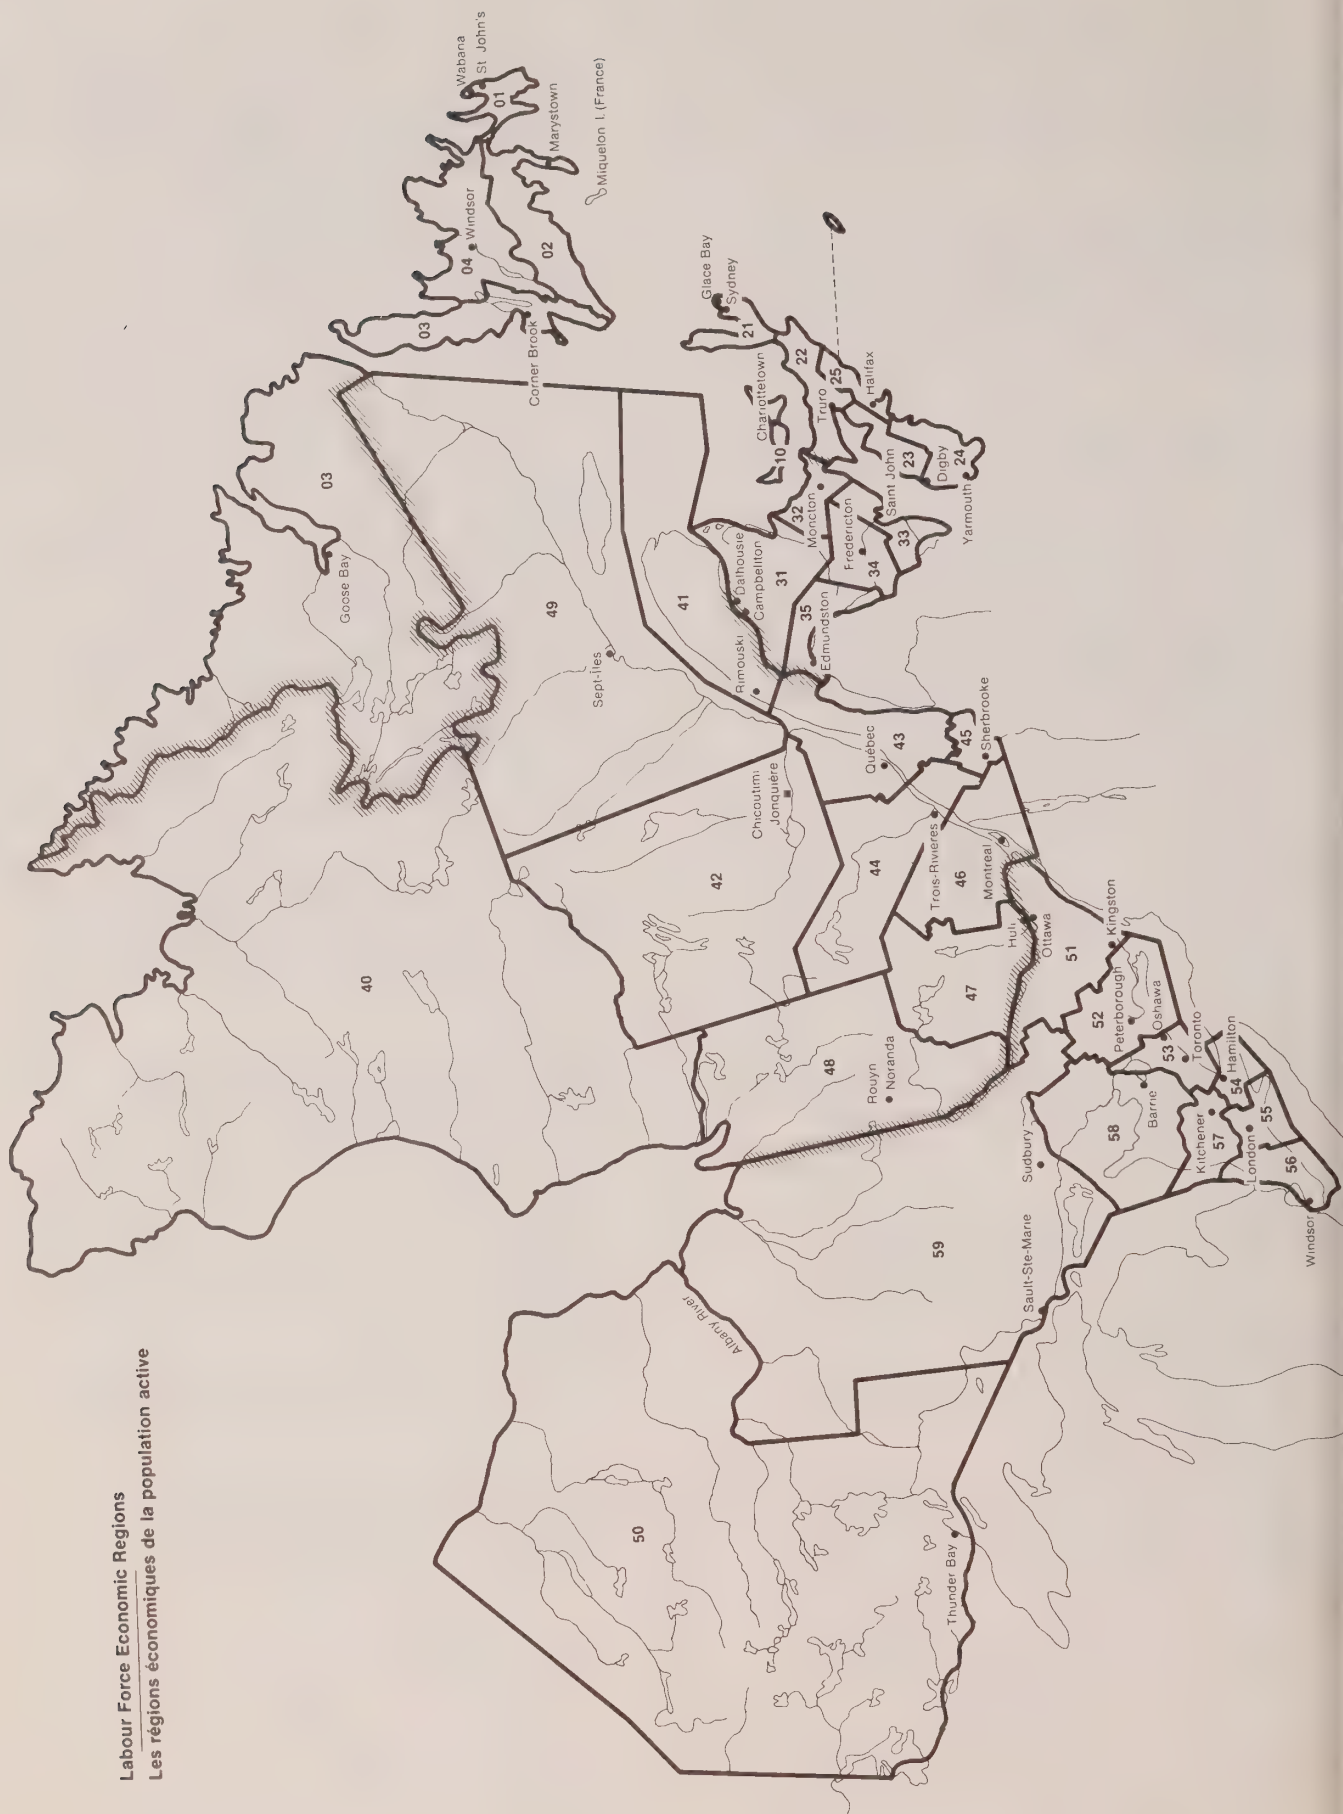 Labour Force Economic Regions
Les régions économiques de la population active
Wabana
St John's
01
Marystown
Miquelon I. (France)
Windsor
04
02
03
Corner Brook
03
Goose Bay
Glace Bay
Sydney
21
22
25
Halifax
Truro
Charlottetown
10
Saint John
23
Digby
24
Yarmouth
32
Moncton
Fredericton
34
33
31
Dalhousie
Campbellton
35
Edmundston
41
Rimouski
49
Sept-Îles
40
42
Chicoutimi
Jonquière
Québec
43
45
Sherbrooke
44
Trois-Rivières
46
Montreal
Hull
Ottawa
47
48
Rouyn
Noranda
51
Kingston
52
Peterborough
Oshawa
53
Toronto
Hamilton
54
55
Barrie
58
Kitchener
57
London
56
Windsor
Sudbury
Sault-Ste-Marie
59
Albany River
50
Thunder Bay